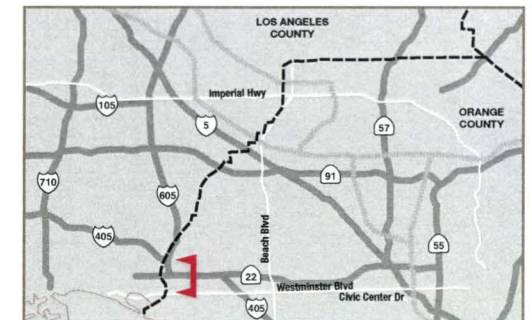 LOS ANGELES
COUNTY
Imperial Hwy
105
5
57
ORANGE
COUNTY
710
605
91
405
Beach Blvd
55
22
Westminster Blvd
Civic Center Dr
405